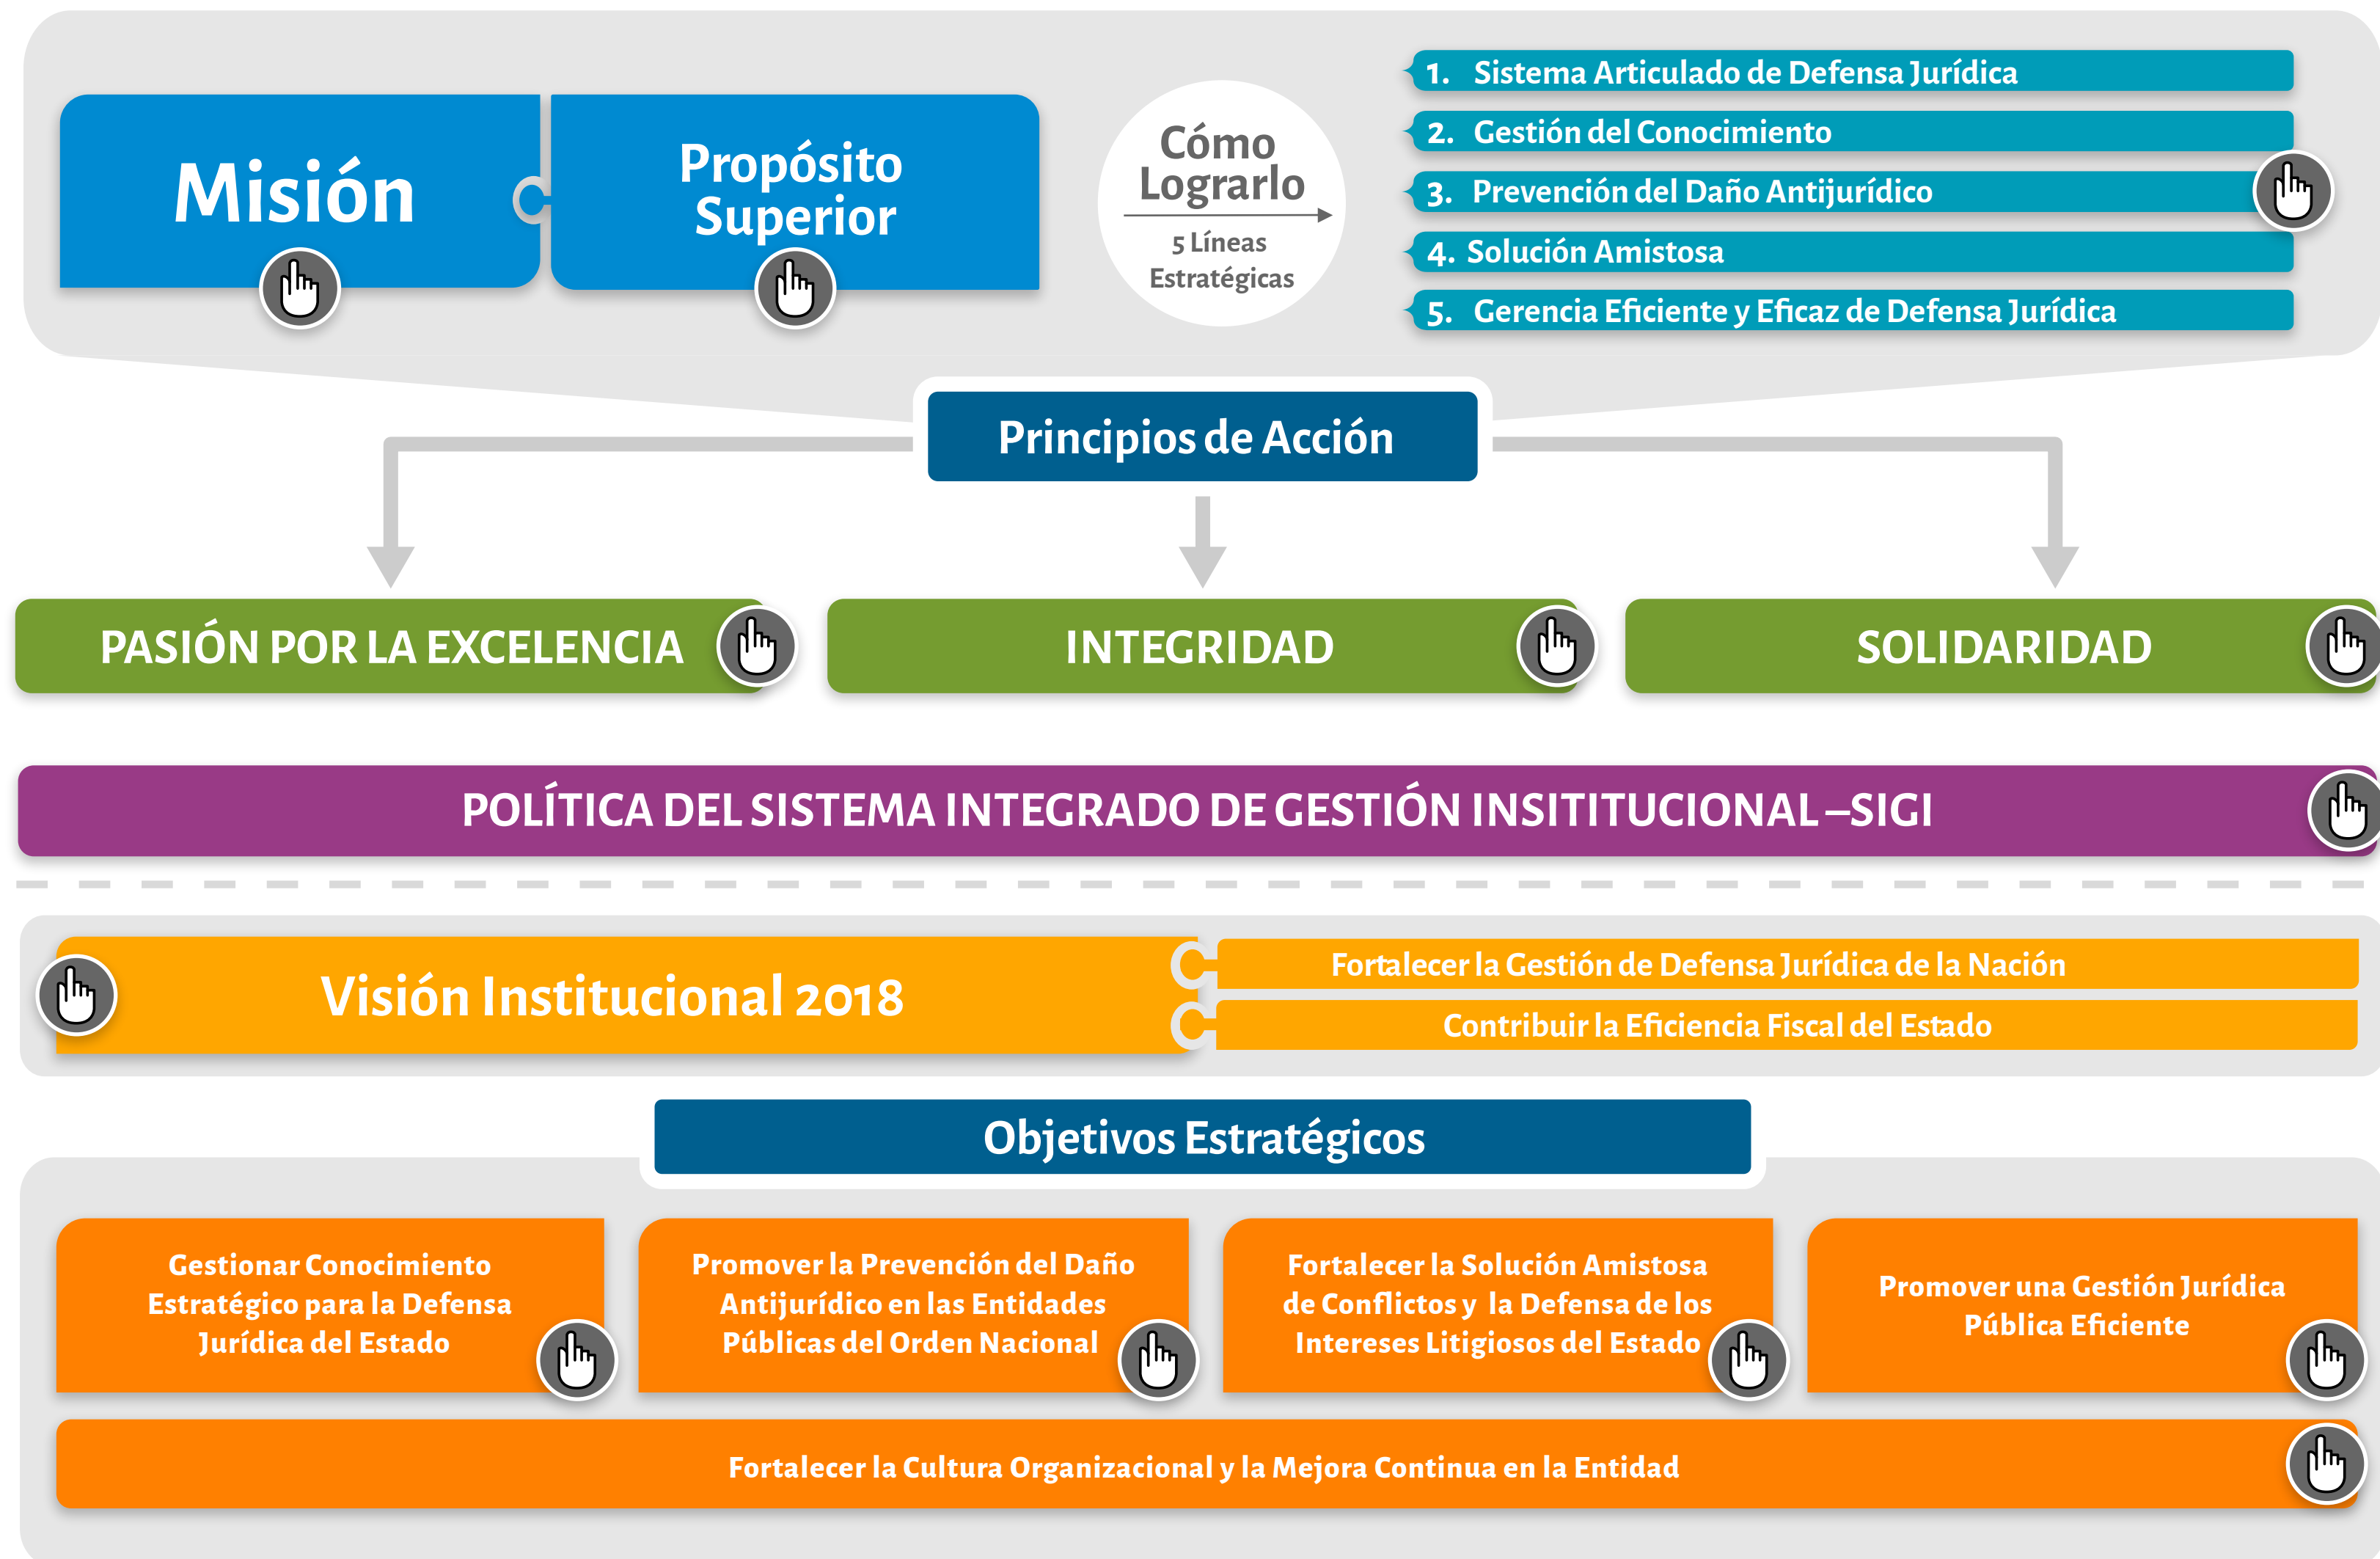 Misión
Propósito
Superior
Cómo
Lograrlo
5 Líneas
Estratégicas
1. Sistema Articulado de Defensa Jurídica
2. Gestión del Conocimiento
3. Prevención del Daño Antijurídico
4. Solución Amistosa
5. Gerencia Eficiente y Eficaz de Defensa Jurídica
Principios de Acción
PASIÓN POR LA EXCELENCIA
INTEGRIDAD
SOLIDARIDAD
POLÍTICA DEL SISTEMA INTEGRADO DE GESTIÓN INSITITUCIONAL –SIGI
Visión Institucional 2018
Fortalecer la Gestión de Defensa Jurídica de la Nación
Contribuir la Eficiencia Fiscal del Estado
Objetivos Estratégicos
Gestionar Conocimiento
Estratégico para la Defensa
Jurídica del Estado
Promover la Prevención del Daño
Antijurídico en las Entidades
Públicas del Orden Nacional
Fortalecer la Solución Amistosa
de Conflictos y la Defensa de los
Intereses Litigiosos del Estado
Promover una Gestión Jurídica
Pública Eficiente
Fortalecer la Cultura Organizacional y la Mejora Continua en la Entidad